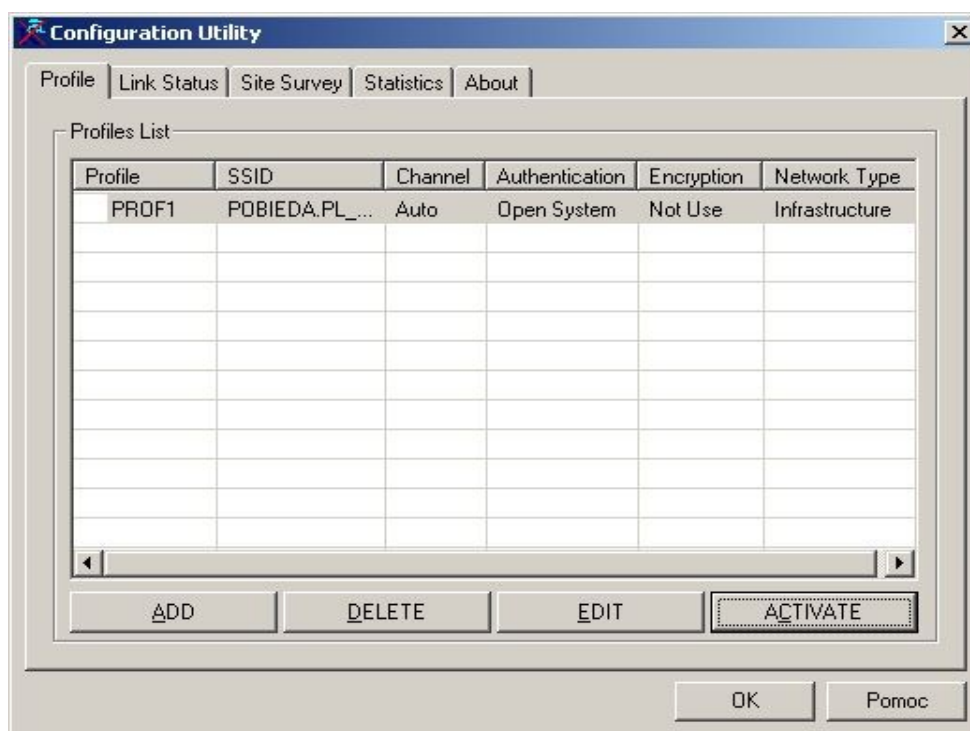 Configuration Utility
Profile Link Status Site Survey Statistics About
Profiles List
Profile SSID Channel Authentication Encryption Network Type
PROF1 POBIEDA.PL_... Auto Open System Not Use Infrastructure
ADD DELETE EDIT ACTIVATE
OK Pomoc